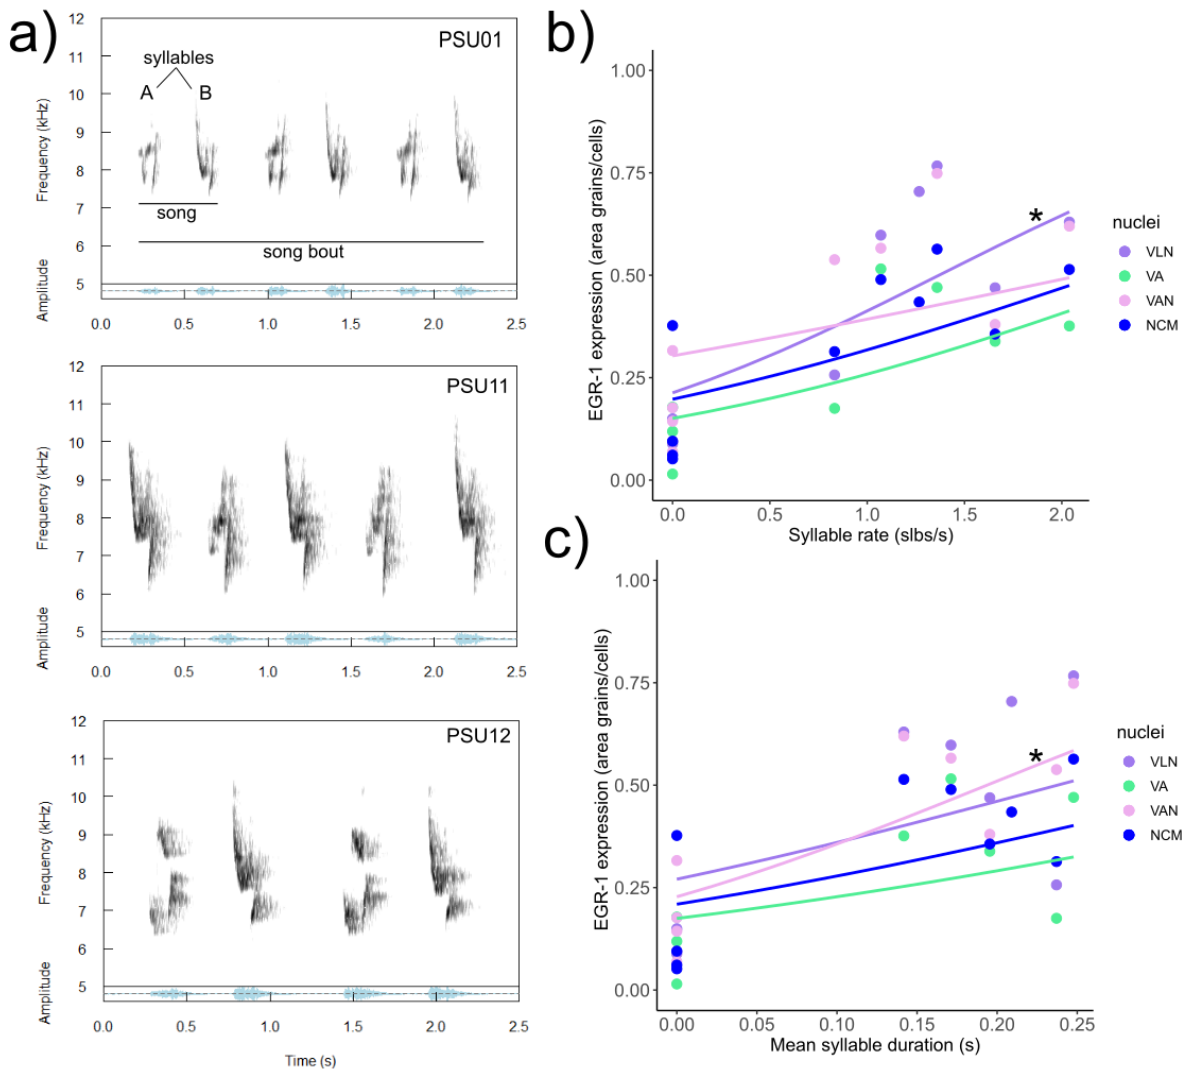 a)
12
11
10
9
8
7
6
5
Frequency (kHz)
Amplitude
PSU01
syllables
A B
song
song bout
0.0 0.5 1.0 1.5 2.0 2.5
12
11
10
9
8
7
6
5
Frequency (kHz)
Amplitude
PSU11
0.0 0.5 1.0 1.5 2.0 2.5
12
11
10
9
8
7
6
5
Frequency (kHz)
Amplitude
PSU12
0.0 0.5 1.0 1.5 2.0 2.5
Time (s)
b)
1.00
0.75
0.50
0.25
0.00
EGR-1 expression (area grains/cells)
*
0.0 0.5 1.0 1.5 2.0
Syllable rate (slbs/s)
nuclei
VLN
VA
VAN
NCM
c)
1.00
0.75
0.50
0.25
0.00
EGR-1 expression (area grains/cells)
*
0.00 0.05 0.10 0.15 0.20 0.25
Mean syllable duration (s)
nuclei
VLN
VA
VAN
NCM